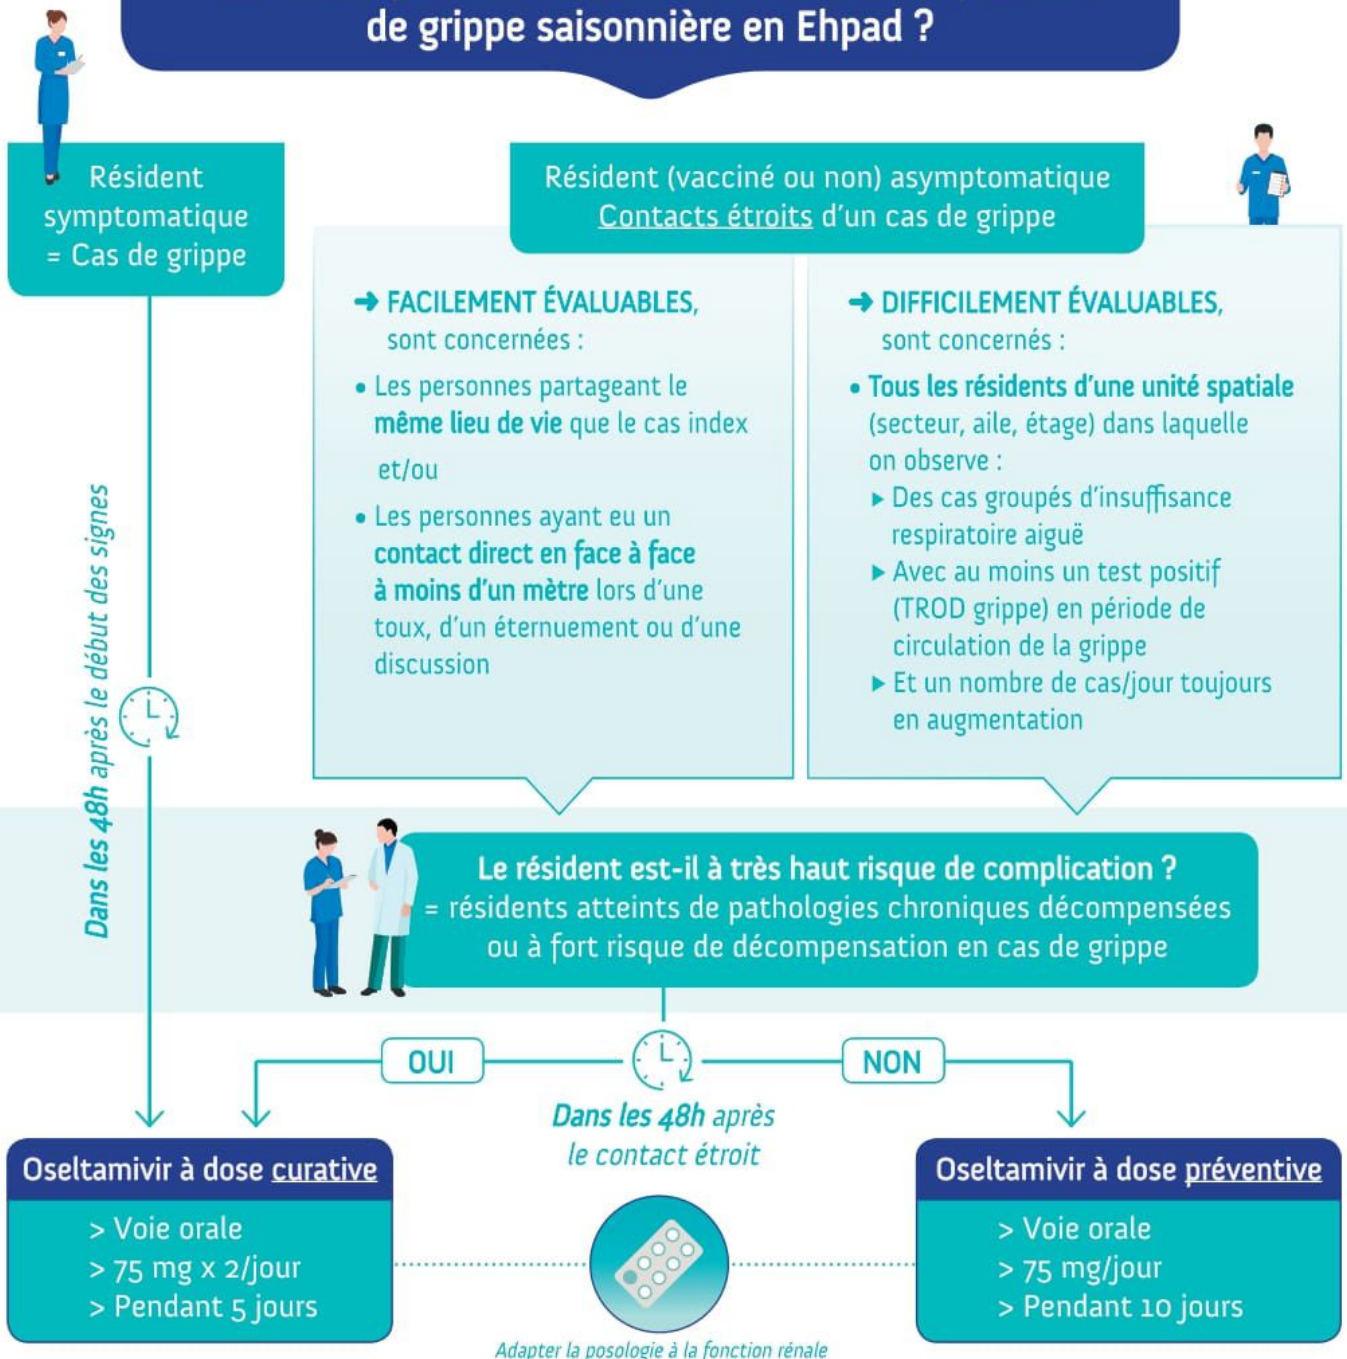 de grippe saisonnière en Ehpad ?
Résident
symptomatique
= Cas de grippe
Résident (vacciné ou non) asymptomatique
Contacts étroits d'un cas de grippe
➜ FACILEMENT ÉVALUABLES,
sont concernées :
• Les personnes partageant le
même lieu de vie que le cas index
et/ou
• Les personnes ayant eu un
contact direct en face à face
à moins d'un mètre lors d'une
toux, d'un éternuement ou d'une
discussion
➜ DIFFICILEMENT ÉVALUABLES,
sont concernés :
• Tous les résidents d'une unité spatiale
(secteur, aile, étage) dans laquelle
on observe :
▸ Des cas groupés d'insuffisance
respiratoire aiguë
▸ Avec au moins un test positif
(TROD grippe) en période de
circulation de la grippe
▸ Et un nombre de cas/jour toujours
en augmentation
Dans les 48h après le début des signes
Le résident est-il à très haut risque de complication ?
= résidents atteints de pathologies chroniques décompensées
ou à fort risque de décompensation en cas de grippe
OUI
NON
Dans les 48h après
le contact étroit
Oseltamivir à dose curative
> Voie orale
> 75 mg x 2/jour
> Pendant 5 jours
Oseltamivir à dose préventive
> Voie orale
> 75 mg/jour
> Pendant 10 jours
Adapter la posologie à la fonction rénale